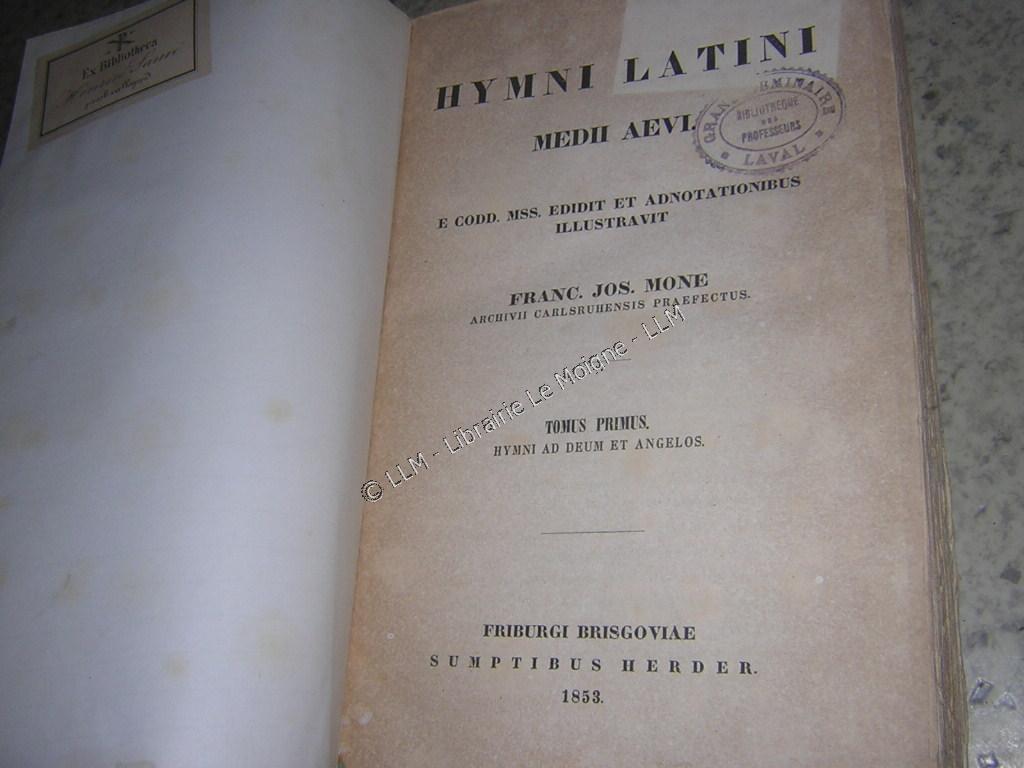 Ex Bibliotheca
HYMNI LATINI
MEDII AEVI.
GRAND SEMINAIRE
BIBLIOTHEQUE
DES
PROFESSEURS
LAVAL
E CODD. MSS. EDIDIT ET ADNOTATIONIBUS
ILLUSTRAVIT
FRANC. JOS. MONE
ARCHIVII CARLSRUHENSIS PRAEFECTUS.
© LLM - Librairie Le Moigne - LLM
TOMUS PRIMUS.
HYMNI AD DEUM ET ANGELOS.
FRIBURGI BRISGOVIAE
SUMPTIBUS HERDER.
1853.